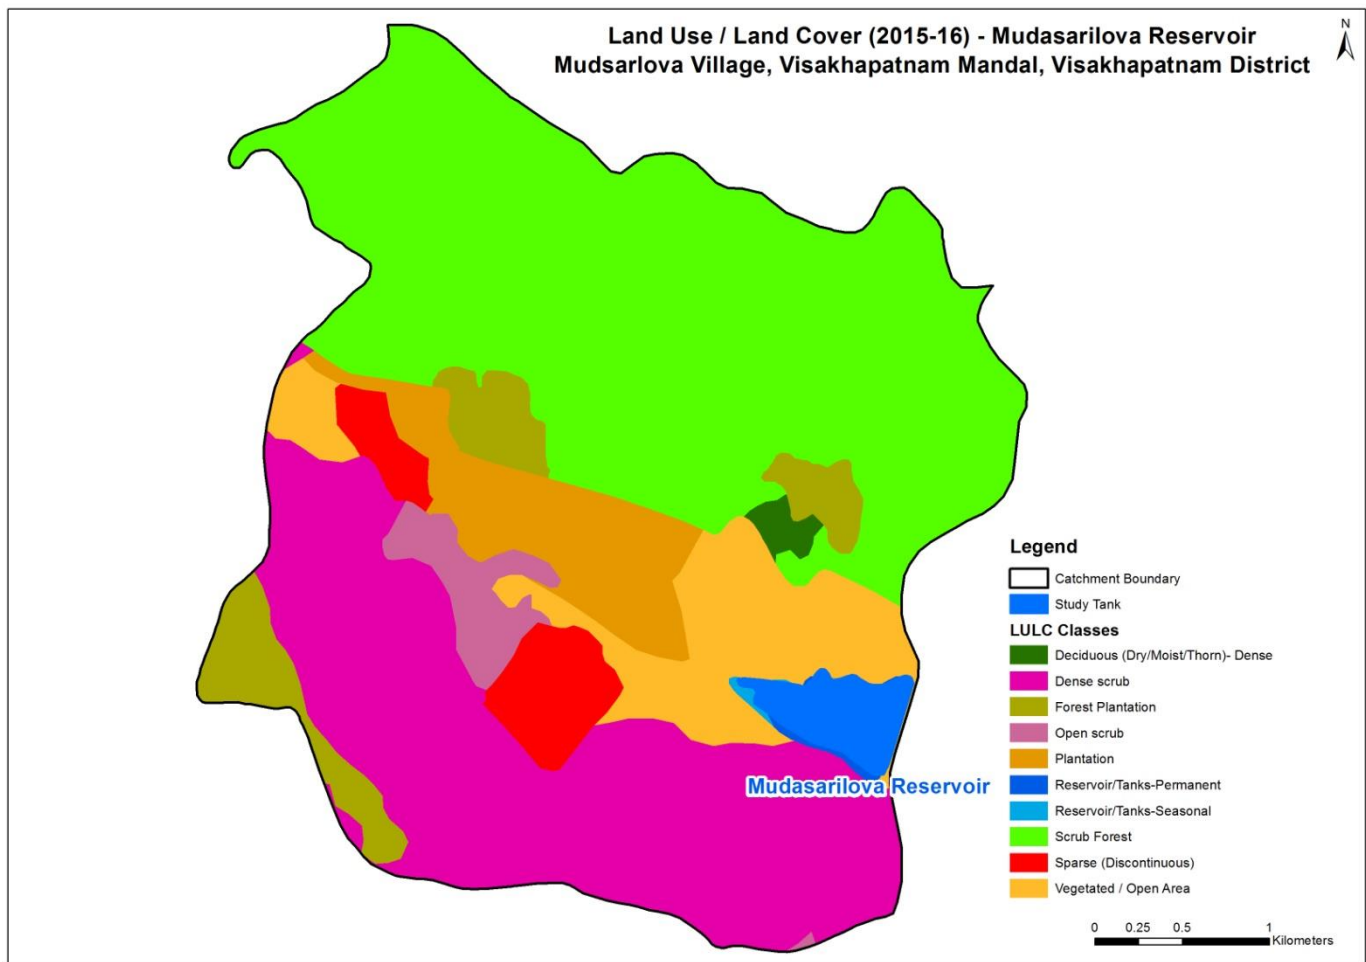 Land Use / Land Cover (2015-16) - Mudasarilova Reservoir
Mudsarlova Village, Visakhapatnam Mandal, Visakhapatnam District
N
Legend
Catchment Boundary
Study Tank
LULC Classes
Deciduous (Dry/Moist/Thorn)- Dense
Dense scrub
Forest Plantation
Open scrub
Plantation
Reservoir/Tanks-Permanent
Reservoir/Tanks-Seasonal
Scrub Forest
Sparse (Discontinuous)
Vegetated / Open Area
Mudasarilova Reservoir
0 0.25 0.5 1
Kilometers